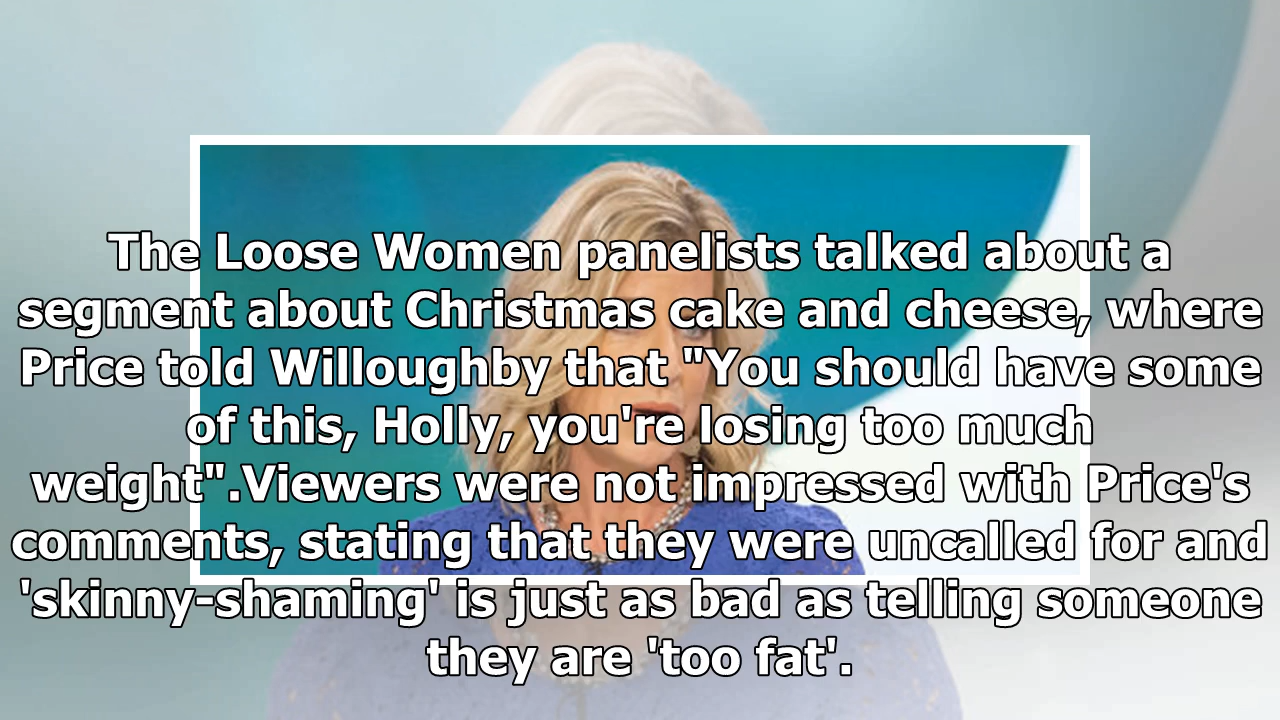 The Loose Women panelists talked about a
segment about Christmas cake and cheese, where
Price told Willoughby that "You should have some
of this, Holly, you're losing too much
weight".Viewers were not impressed with Price's
comments, stating that they were uncalled for and
'skinny-shaming' is just as bad as telling someone
they are 'too fat'.